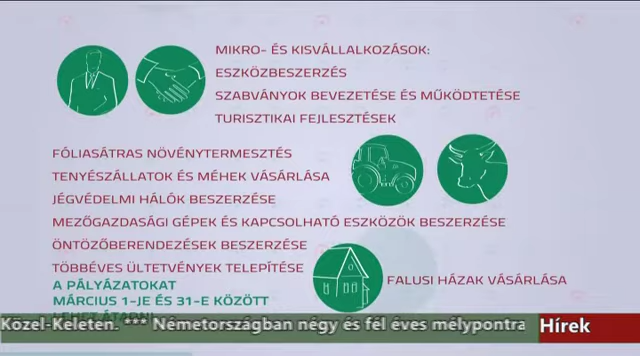 MIKRO- ÉS KISVÁLLALKOZÁSOK:
ESZKÖZBESZERZÉS
SZABVÁNYOK BEVEZETÉSE ÉS MŰKÖDTETÉSE
TURISZTIKAI FEJLESZTÉSEK
FÓLIASÁTRAS NÖVÉNYTERMESZTÉS
TENYÉSZÁLLATOK ÉS MÉHEK VÁSÁRLÁSA
JÉGVÉDELMI HÁLÓK BESZERZÉSE
MEZŐGAZDASÁGI GÉPEK ÉS KAPCSOLHATÓ ESZKÖZÖK BESZERZÉSE
ÖNTÖZŐBERENDEZÉSEK BESZERZÉSE
TÖBBÉVES ÜLTETVÉNYEK TELEPÍTÉSE
FALUSI HÁZAK VÁSÁRLÁSA
A PÁLYÁZATOKAT
MÁRCIUS 1-JE ÉS 31-E KÖZÖTT
Közel-Keleten. *** Németországban négy és fél éves mélypontra
Hírek